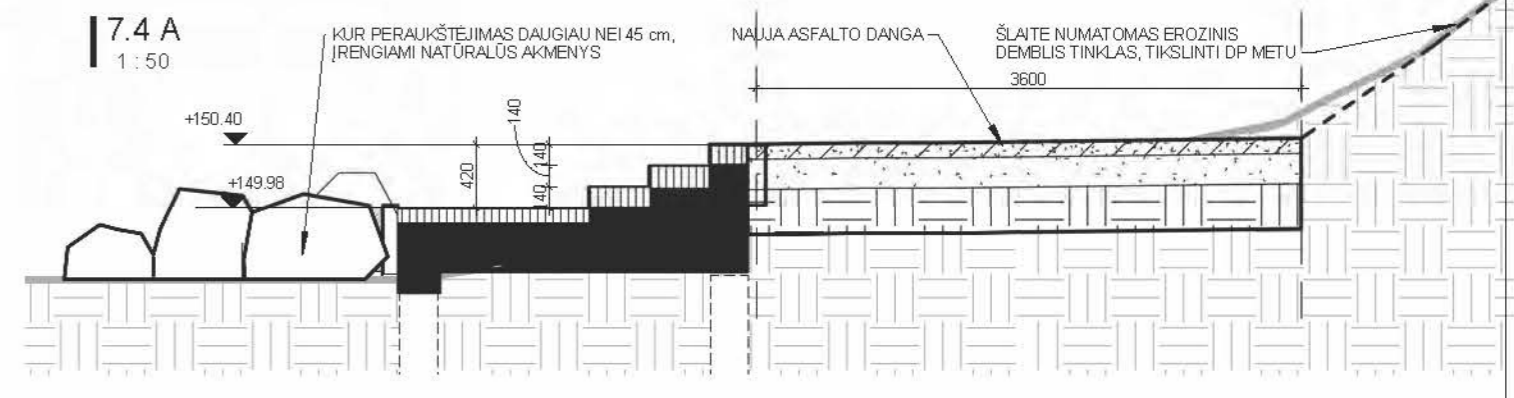 7.4 A
1 : 50
KUR PERAUKŠTĖJIMAS DAUGIAU NEI 45 cm,
ĮRENGIAMI NATŪRALŪS AKMENYS
NAUJA ASFALTO DANGA
ŠLAITE NUMATOMAS EROZINIS
DEMBLIS TINKLAS, TIKSLINTI DP METU
3600
+150.40
140
140
420
+149.98
140